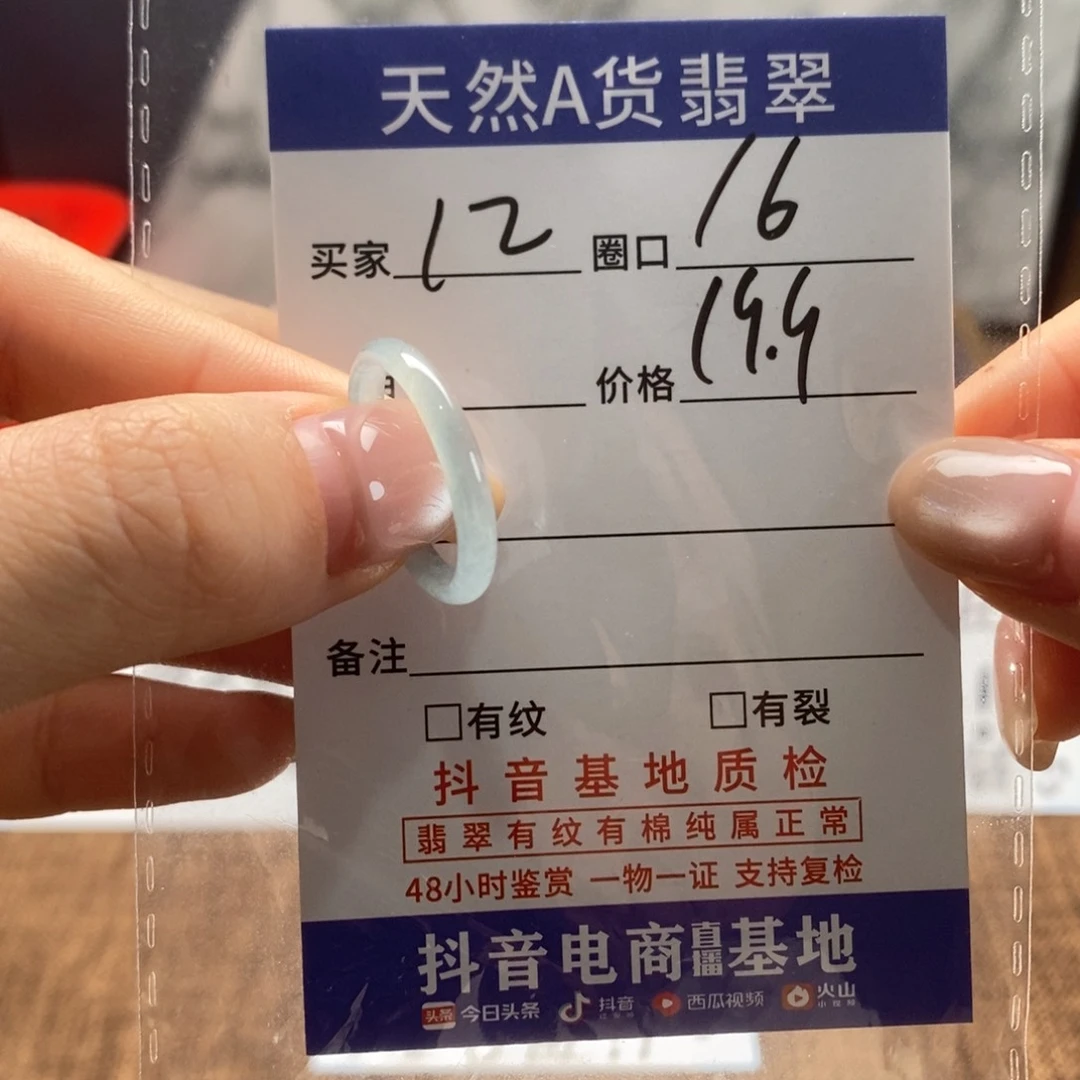 天然A货翡翠
买家 12 圈口 16
价格 19.9
备注
□有纹 □有裂
抖音基地质检
翡翠有纹有棉纯属正常
48小时鉴赏 一物一证 支持复检
抖音电商直播基地
头条 今日头条 抖音 西瓜视频 火山